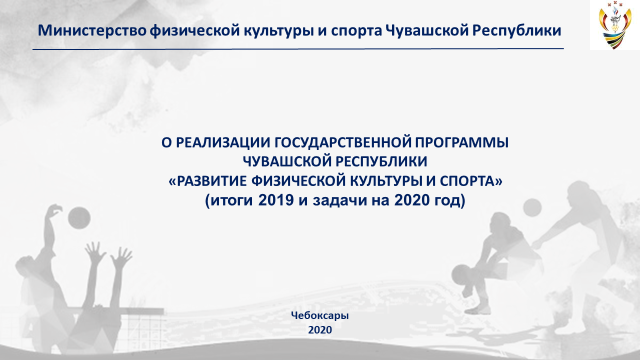 Министерство физической культуры и спорта Чувашской Республики
О РЕАЛИЗАЦИИ ГОСУДАРСТВЕННОЙ ПРОГРАММЫ
ЧУВАШСКОЙ РЕСПУБЛИКИ
«РАЗВИТИЕ ФИЗИЧЕСКОЙ КУЛЬТУРЫ И СПОРТА»
(итоги 2019 и задачи на 2020 год)
Чебоксары
2020